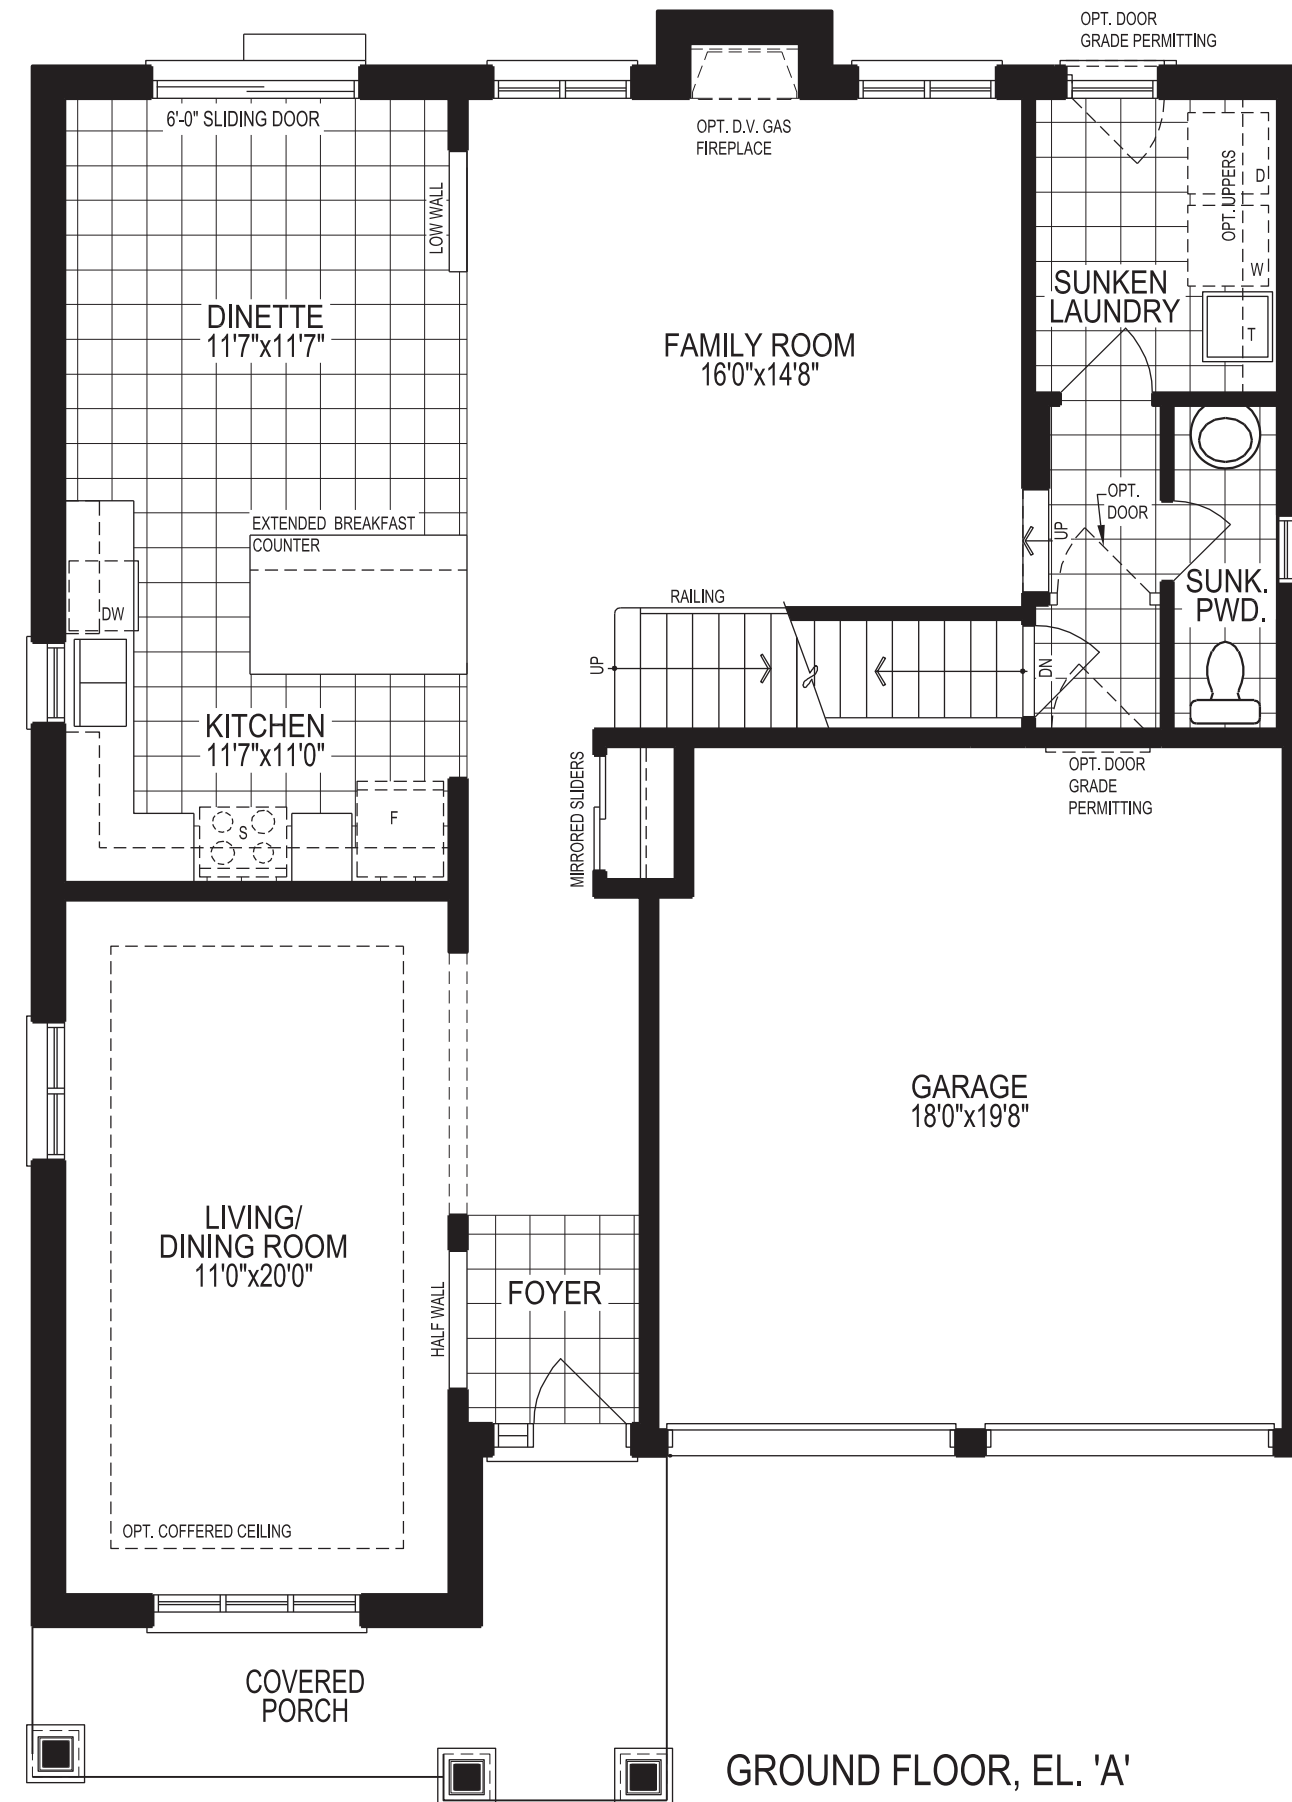 OPT. DOOR
GRADE PERMITTING
6'-0" SLIDING DOOR
OPT. D.V. GAS
FIREPLACE
LOW WALL
OPT. UPPERS
D
W
SUNKEN
LAUNDRY
T
DINETTE
11'7"x11'7"
FAMILY ROOM
16'0"x14'8"
OPT.
DOOR
UP
EXTENDED BREAKFAST
COUNTER
DW
SUNK.
PWD.
RAILING
UP
DN
KITCHEN
11'7"x11'0"
S
F
MIRRORED SLIDERS
OPT. DOOR
GRADE
PERMITTING
GARAGE
18'0"x19'8"
LIVING/
DINING ROOM
11'0"x20'0"
HALF WALL
FOYER
OPT. COFFERED CEILING
COVERED
PORCH
GROUND FLOOR, EL. 'A'